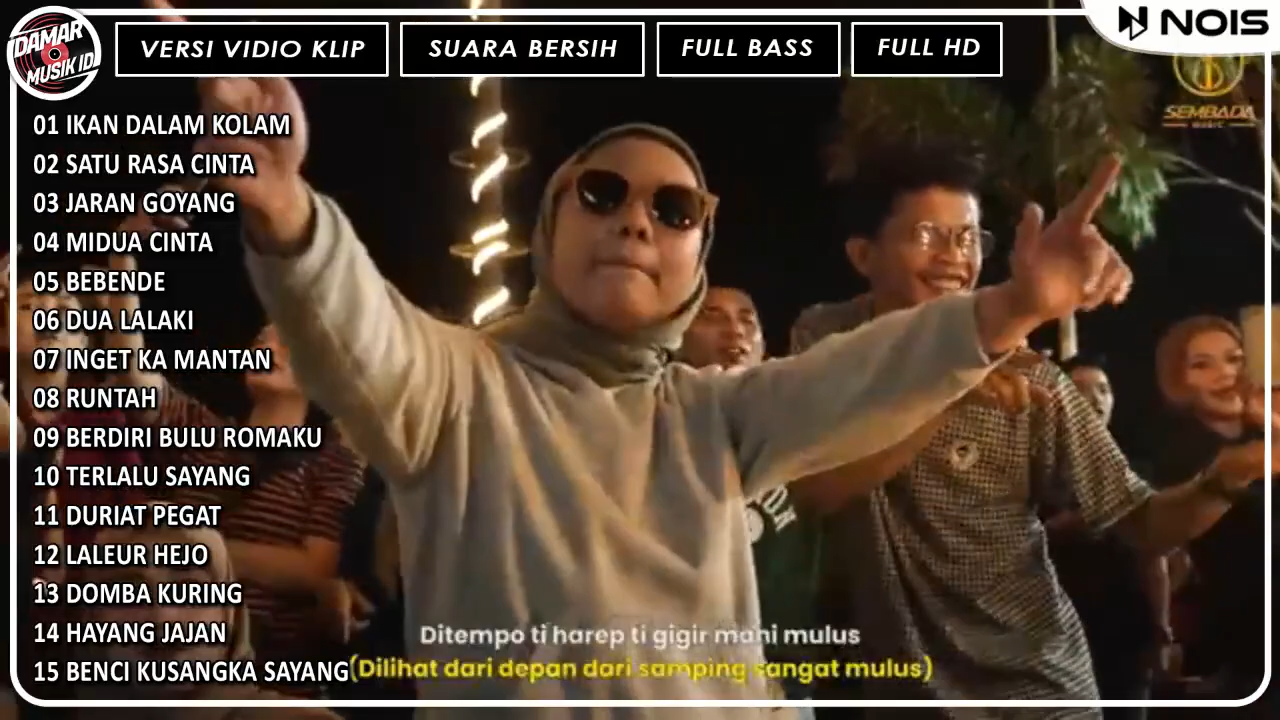 DAMAR
MUSIK ID
VERSI VIDIO KLIP
SUARA BERSIH
FULL BASS
FULL HD
NOIS
SEMBADA
MUSIC
01 IKAN DALAM KOLAM
02 SATU RASA CINTA
03 JARAN GOYANG
04 MIDUA CINTA
05 BEBENDE
06 DUA LALAKI
07 INGET KA MANTAN
08 RUNTAH
09 BERDIRI BULU ROMAKU
10 TERLALU SAYANG
11 DURIAT PEGAT
12 LALEUR HEJO
13 DOMBA KURING
14 HAYANG JAJAN
15 BENCI KUSANGKA SAYANG
Ditempo ti harep ti gigir mani mulus
(Dilihat dari depan dari samping sangat mulus)